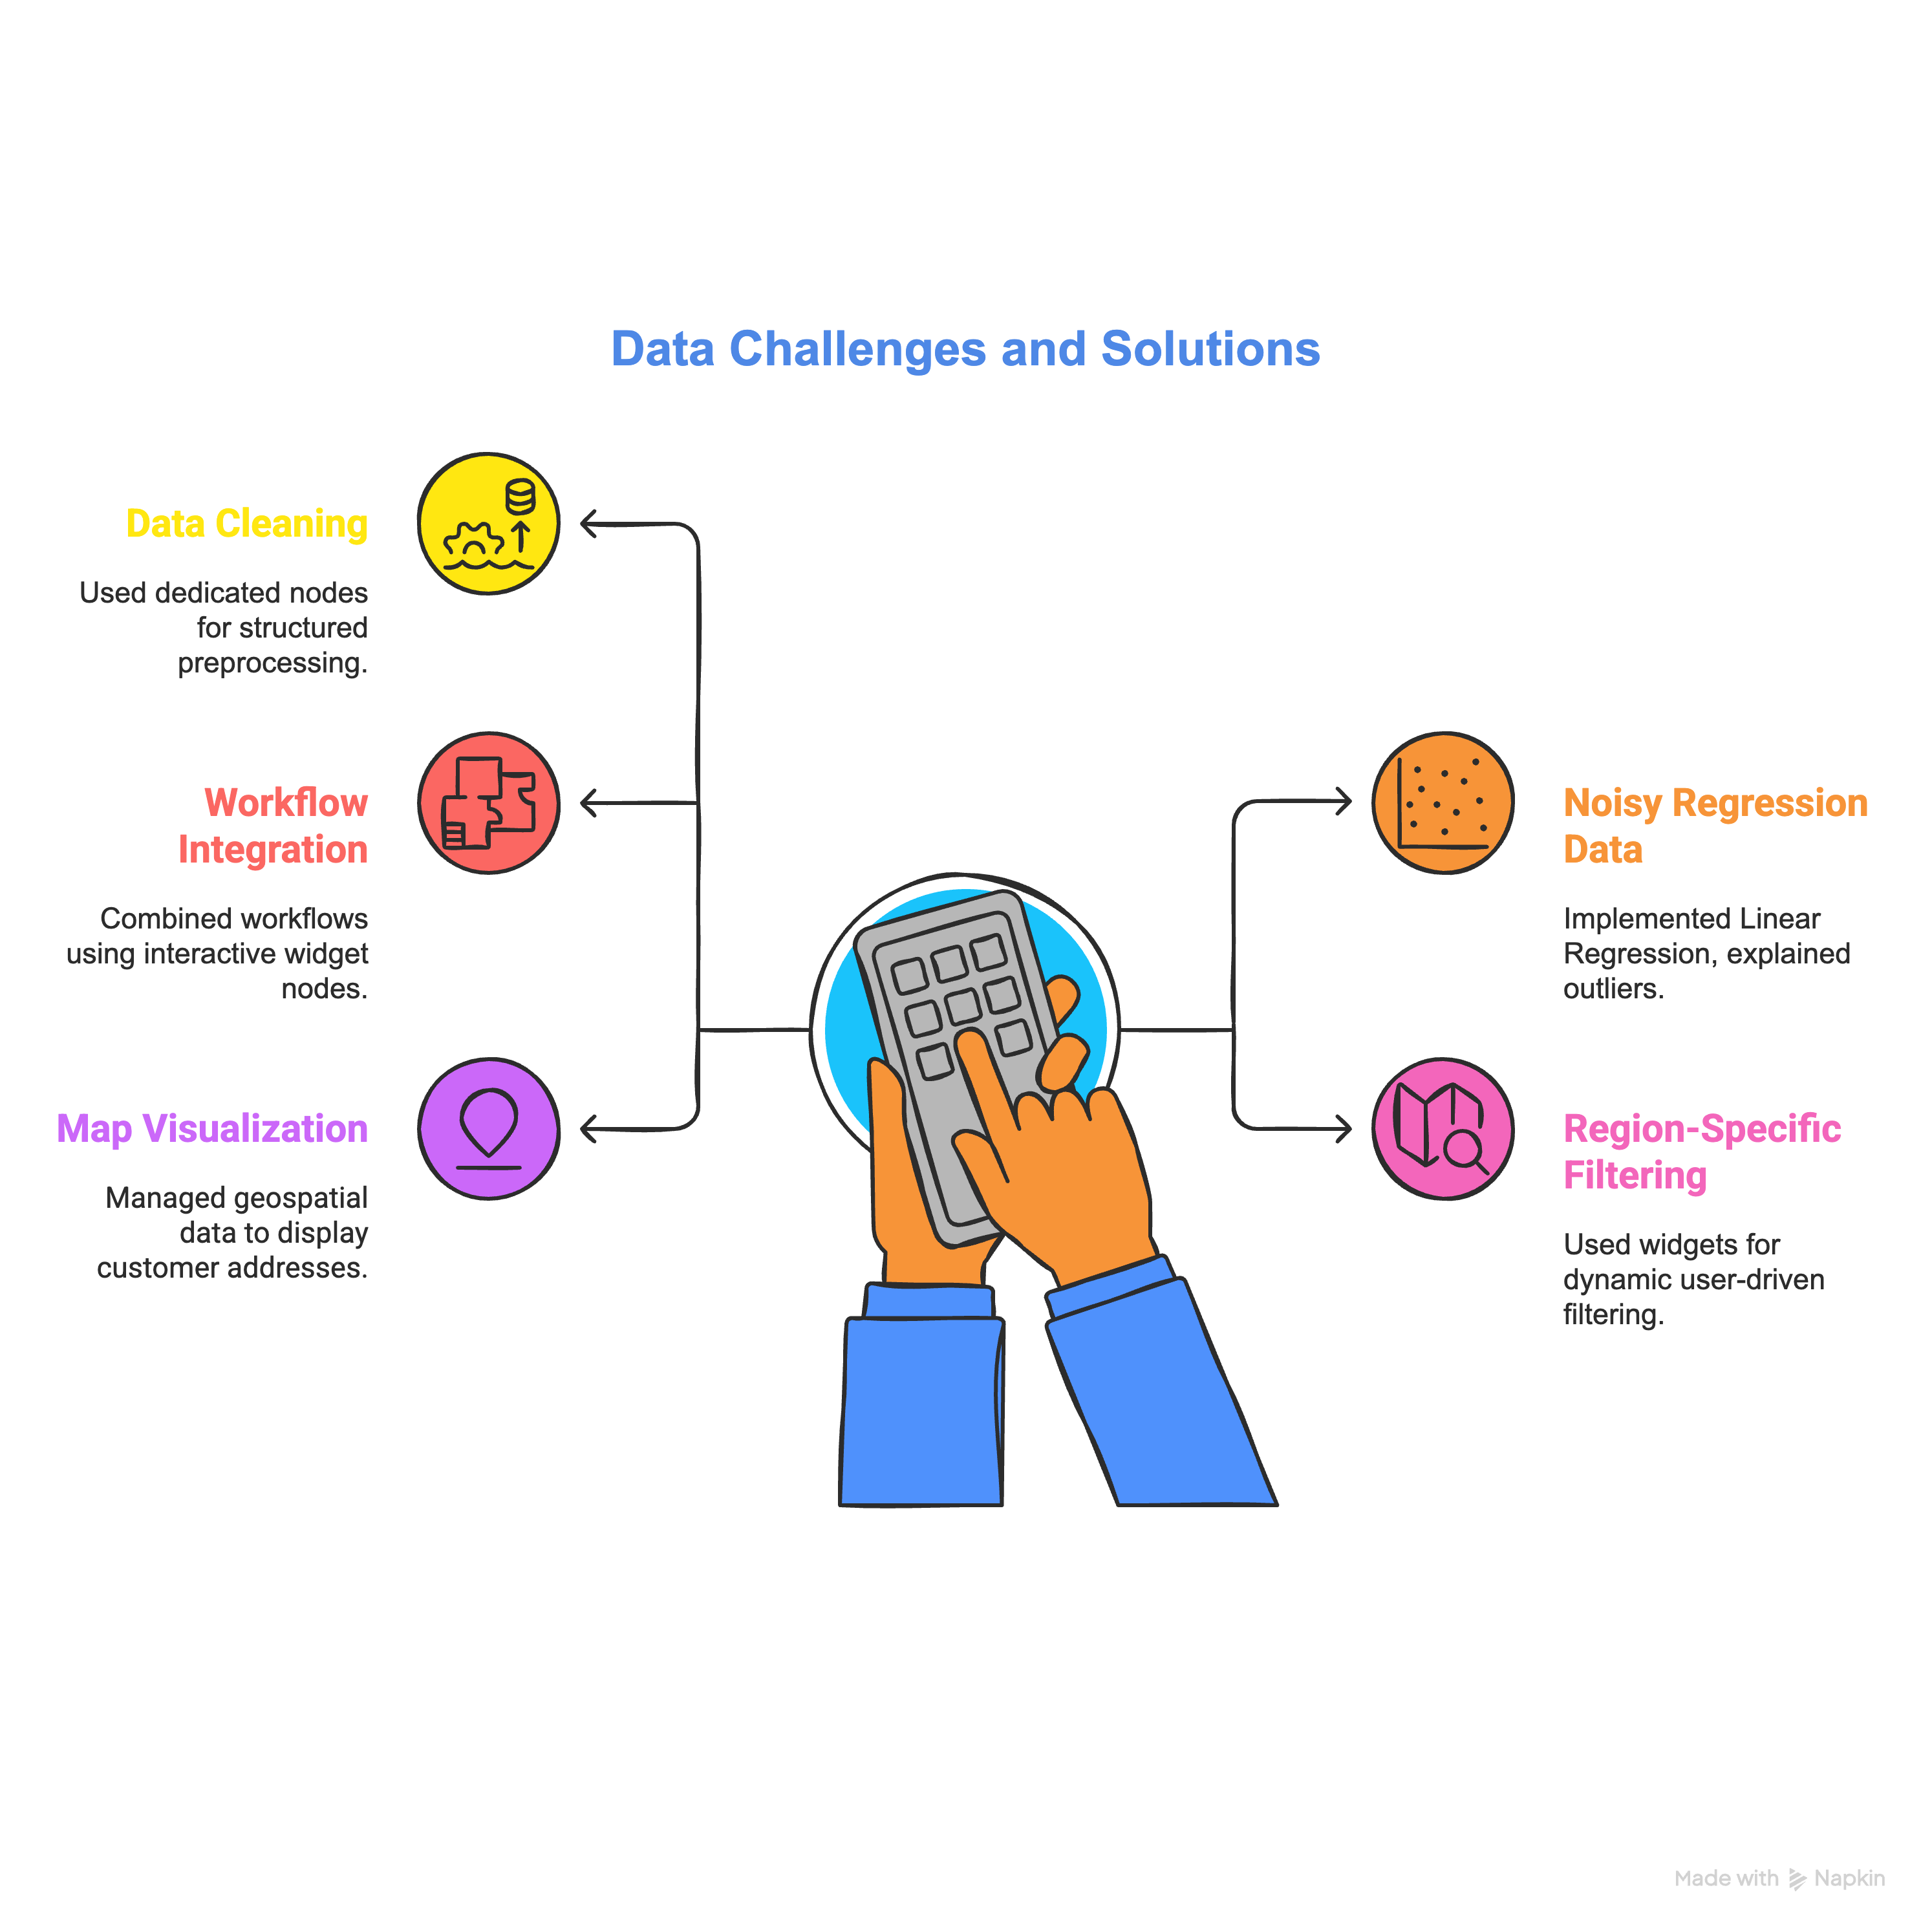 Data Challenges and Solutions
Data Cleaning
Used dedicated nodes
for structured
preprocessing.
Workflow
Integration
Combined workflows
using interactive widget
nodes.
Map Visualization
Managed geospatial
data to display
customer addresses.
Noisy Regression
Data
Implemented Linear
Regression, explained
outliers.
Region-Specific
Filtering
Used widgets for
dynamic user-driven
filtering.
Made with Napkin